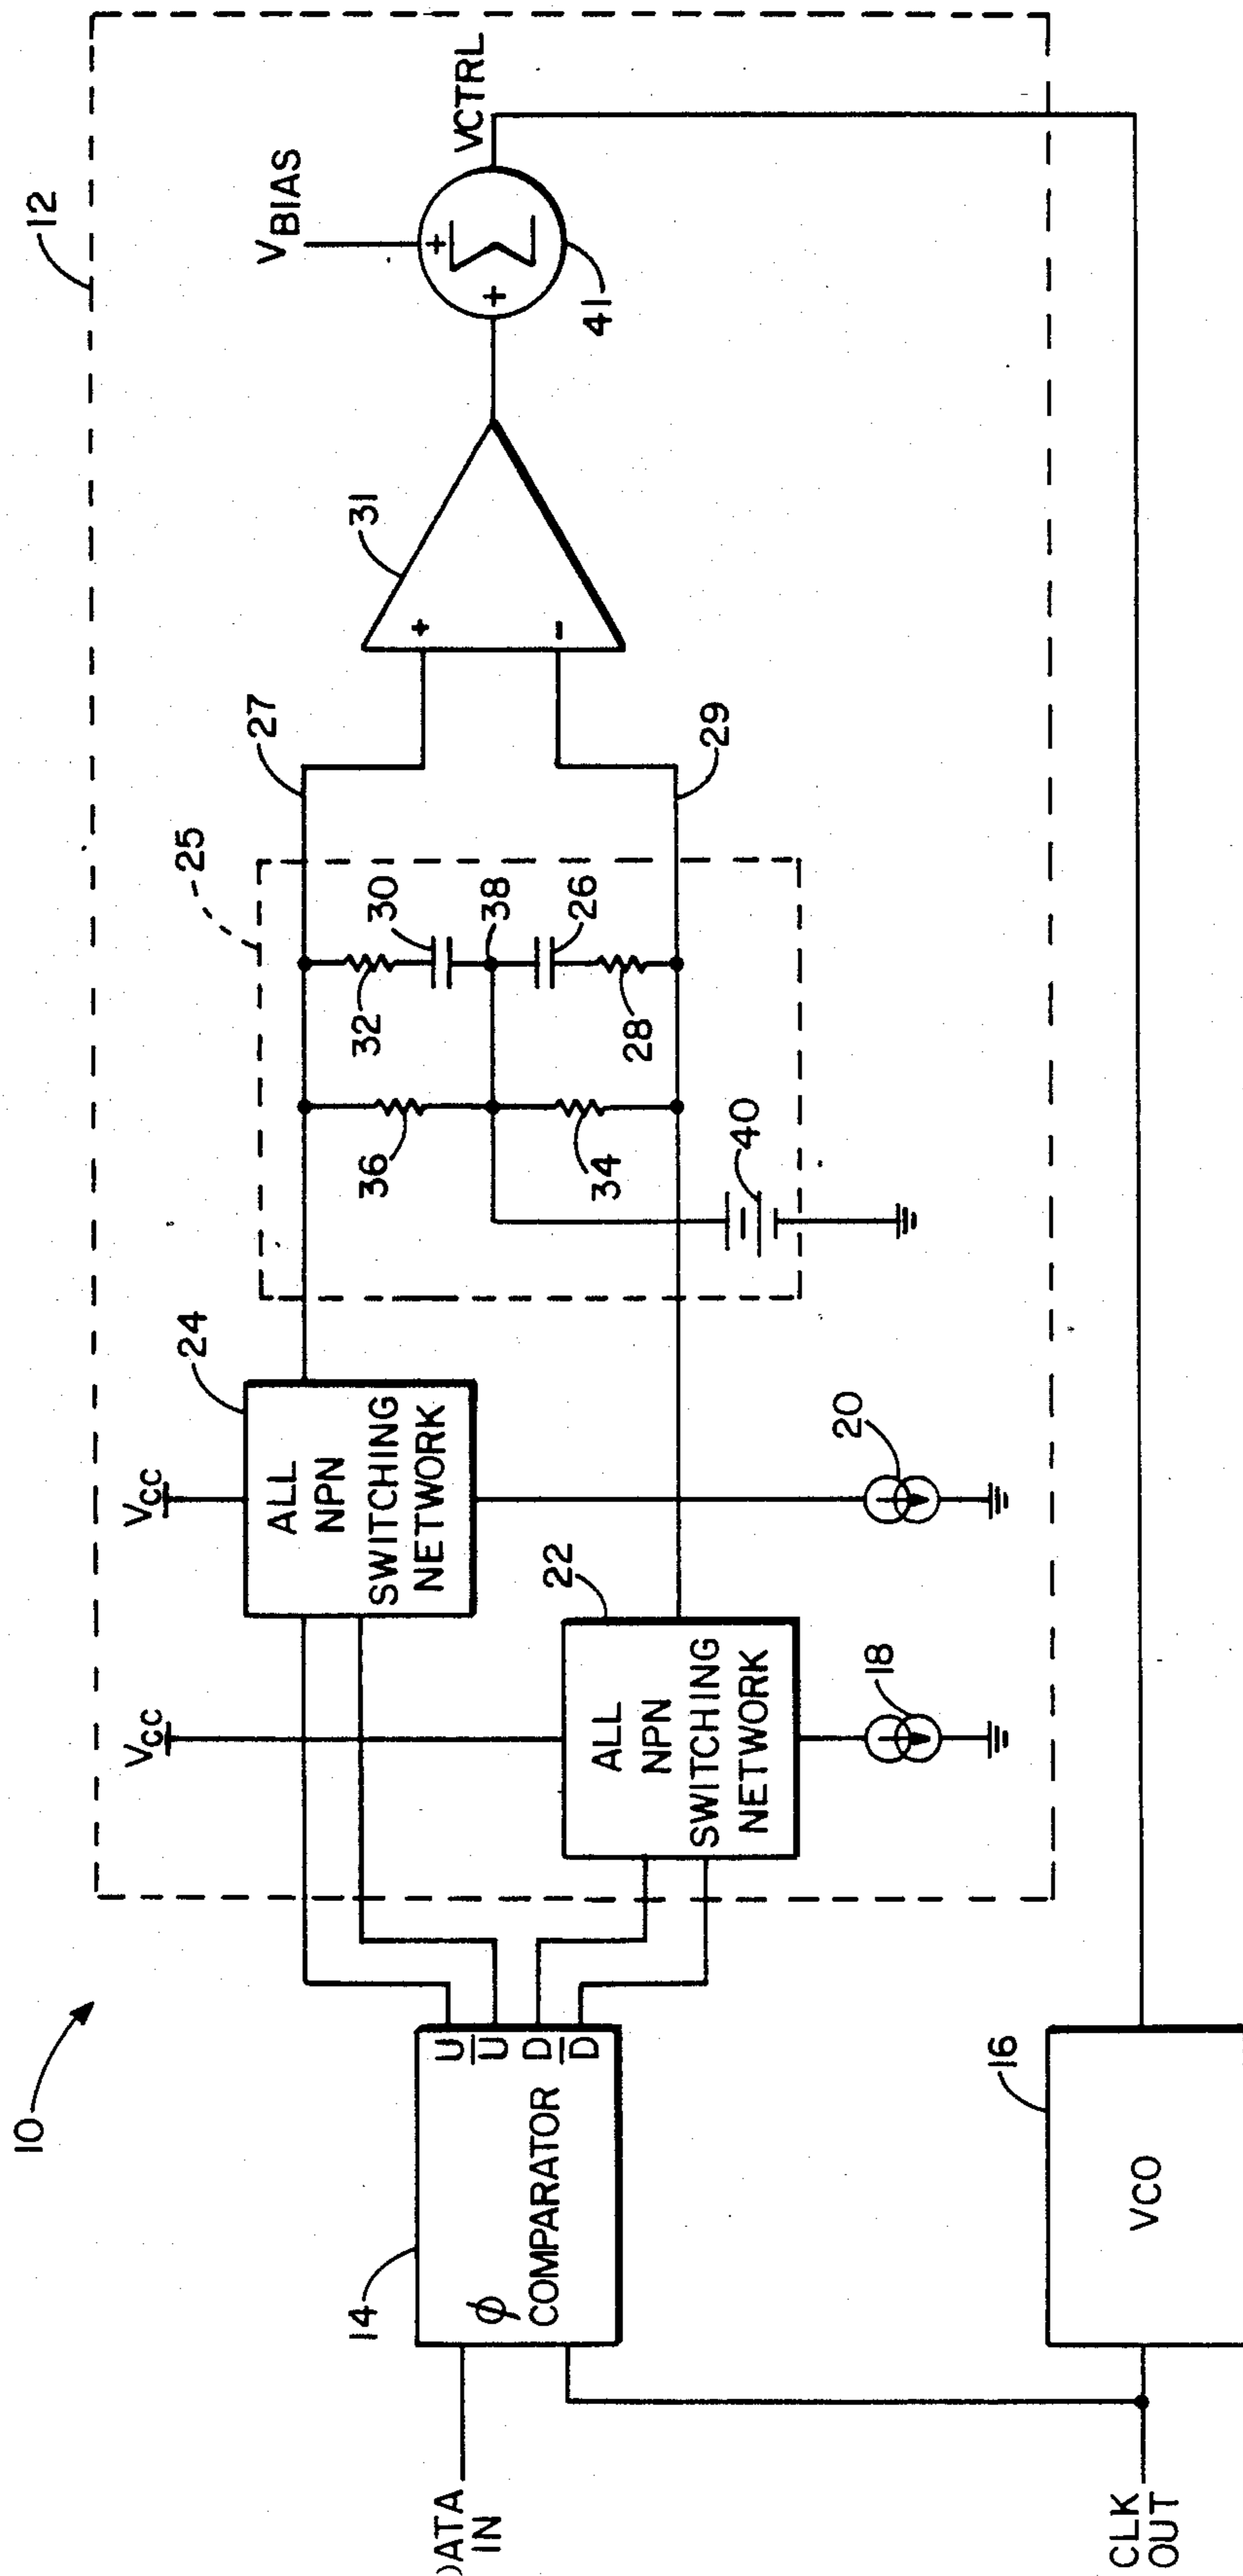 10
12
DATA
IN
14
ϕ
COMPARATOR
U
U̅
D
D̅
VCC
VCC
24
ALL
NPN
SWITCHING
NETWORK
22
ALL
NPN
SWITCHING
NETWORK
18
20
25
36
34
32
30
38
26
28
40
27
29
31
+
-
VBIAS
+
+
Σ
41
VCTRL
16
VCO
CLK
OUT